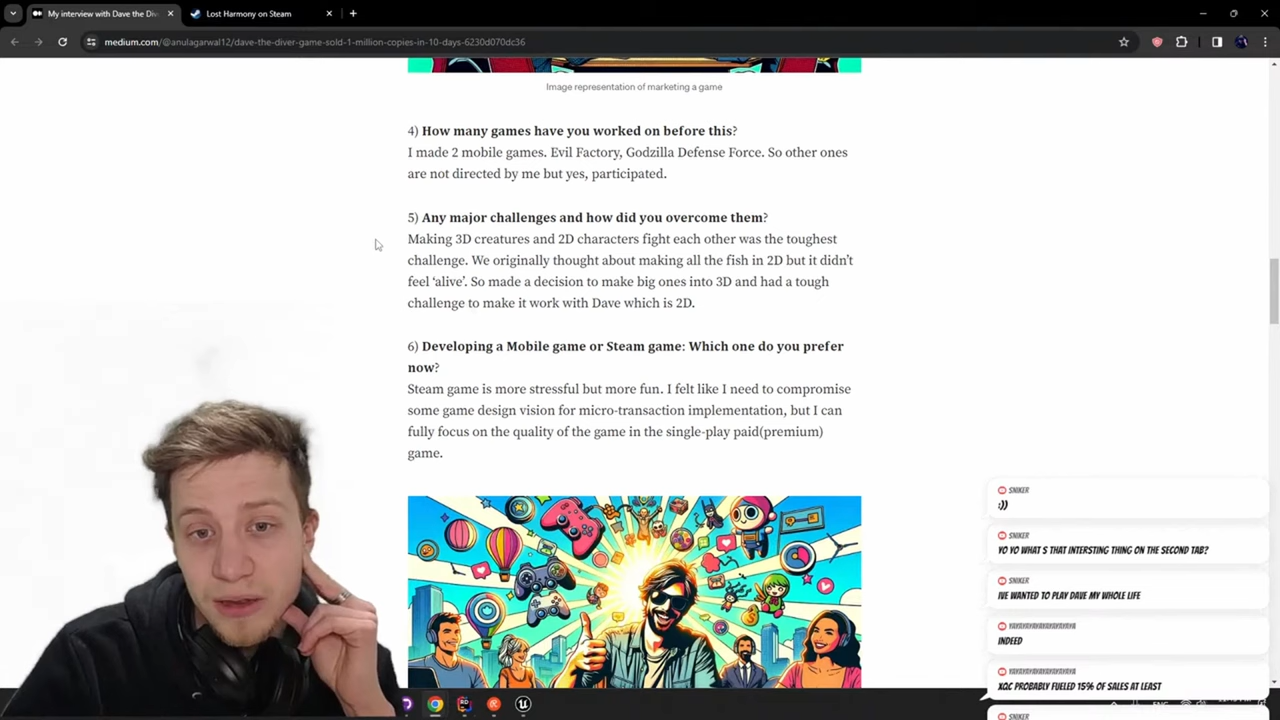 My interview with Dave the Div
Lost Harmony on Steam
medium.com/@anulagarwal12/dave-the-diver-game-sold-1-million-copies-in-10-days-6230d070dc36
Image representation of marketing a game
4) How many games have you worked on before this?
I made 2 mobile games. Evil Factory, Godzilla Defense Force. So other ones
are not directed by me but yes, participated.
5) Any major challenges and how did you overcome them?
Making 3D creatures and 2D characters fight each other was the toughest
challenge. We originally thought about making all the fish in 2D but it didn't
feel 'alive'. So made a decision to make big ones into 3D and had a tough
challenge to make it work with Dave which is 2D.
6) Developing a Mobile game or Steam game: Which one do you prefer
now?
Steam game is more stressful but more fun. I felt like I need to compromise
some game design vision for micro-transaction implementation, but I can
fully focus on the quality of the game in the single-play paid(premium)
game.
SNIKER
:))
SNIKER
YO YO WHAT S THAT INTERSTING THING ON THE SECOND TAB?
SNIKER
IVE WANTED TO PLAY DAVE MY WHOLE LIFE
INDEED
XQC PROBABLY FUELED 15% OF SALES AT LEAST
SNIKER
ENG